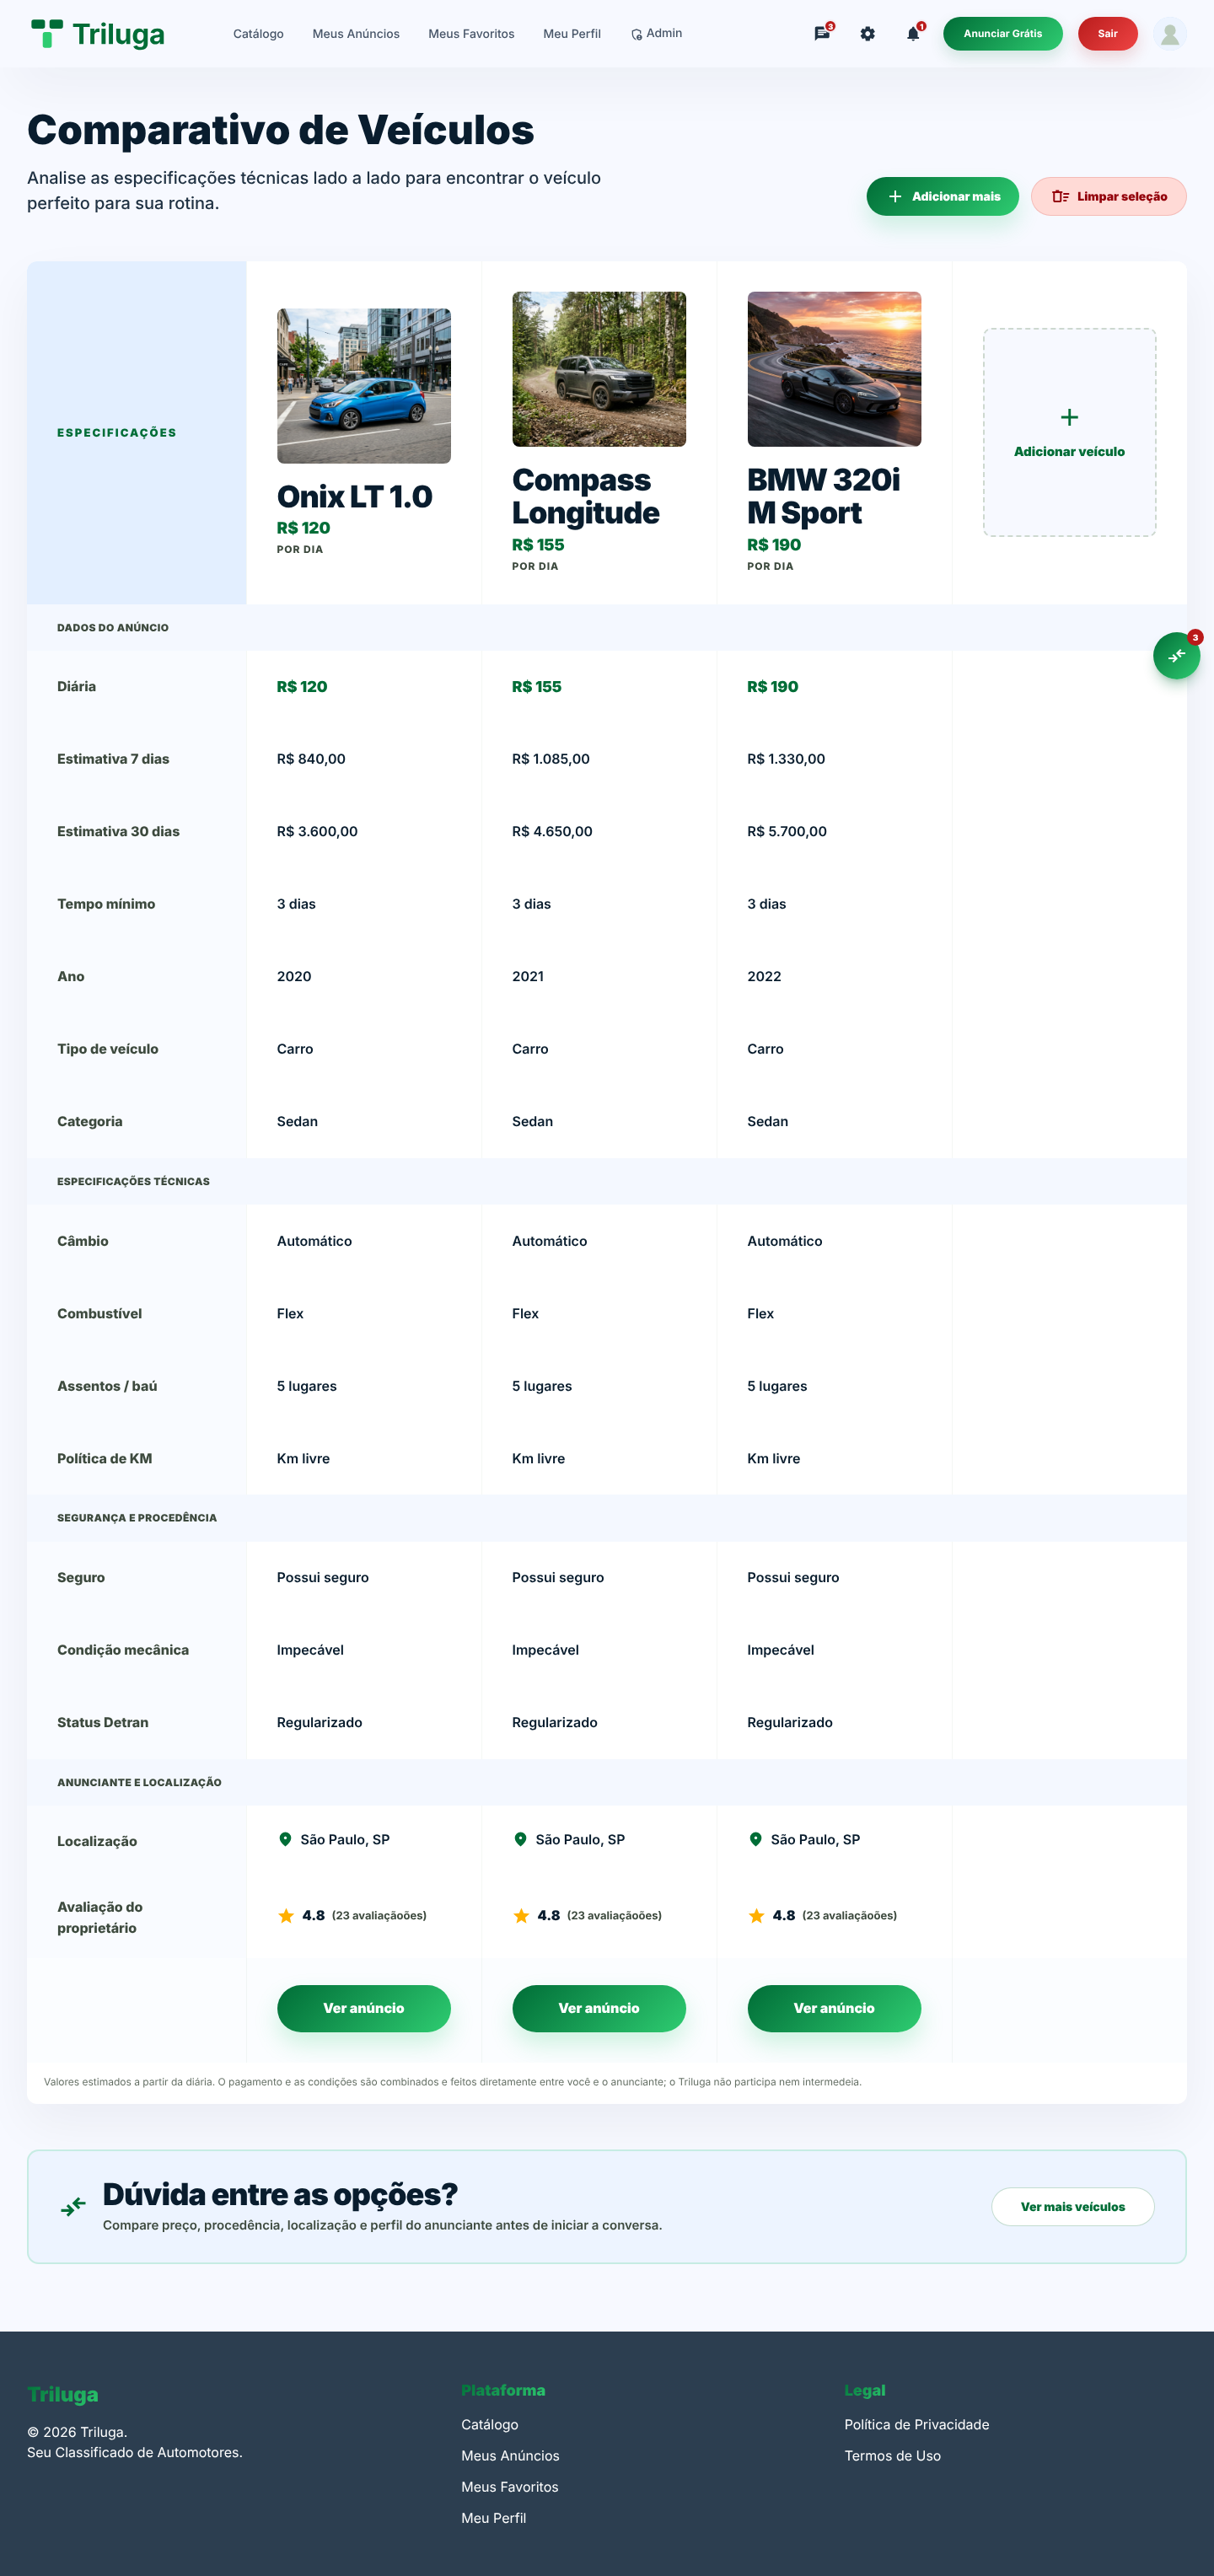 Triluga
Catálogo
Meus Anúncios
Meus Favoritos
Meu Perfil
Admin
3
1
Anunciar Grátis
Sair
Comparativo de Veículos
Analise as especificações técnicas lado a lado para encontrar o veículo
perfeito para sua rotina.
Adicionar mais
Limpar seleção
ESPECIFICAÇÕES
Onix LT 1.0
R$ 120
POR DIA
Compass
Longitude
R$ 155
POR DIA
BMW 320i
M Sport
R$ 190
POR DIA
Adicionar veículo
DADOS DO ANÚNCIO
3
Diária R$ 120 R$ 155 R$ 190
Estimativa 7 dias R$ 840,00 R$ 1.085,00 R$ 1.330,00
Estimativa 30 dias R$ 3.600,00 R$ 4.650,00 R$ 5.700,00
Tempo mínimo 3 dias 3 dias 3 dias
Ano 2020 2021 2022
Tipo de veículo Carro Carro Carro
Categoria Sedan Sedan Sedan
ESPECIFICAÇÕES TÉCNICAS
Câmbio Automático Automático Automático
Combustível Flex Flex Flex
Assentos / baú 5 lugares 5 lugares 5 lugares
Política de KM Km livre Km livre Km livre
SEGURANÇA E PROCEDÊNCIA
Seguro Possui seguro Possui seguro Possui seguro
Condição mecânica Impecável Impecável Impecável
Status Detran Regularizado Regularizado Regularizado
ANUNCIANTE E LOCALIZAÇÃO
Localização São Paulo, SP São Paulo, SP São Paulo, SP
Avaliação do
proprietário
4.8 (23 avaliaçãoões) 4.8 (23 avaliaçãoões) 4.8 (23 avaliaçãoões)
Ver anúncio Ver anúncio Ver anúncio
Valores estimados a partir da diária. O pagamento e as condições são combinados e feitos diretamente entre você e o anunciante; o Triluga não participa nem intermedeia.
Dúvida entre as opções?
Compare preço, procedência, localização e perfil do anunciante antes de iniciar a conversa.
Ver mais veículos
Triluga
© 2026 Triluga.
Seu Classificado de Automotores.
Plataforma
Catálogo
Meus Anúncios
Meus Favoritos
Meu Perfil
Legal
Política de Privacidade
Termos de Uso